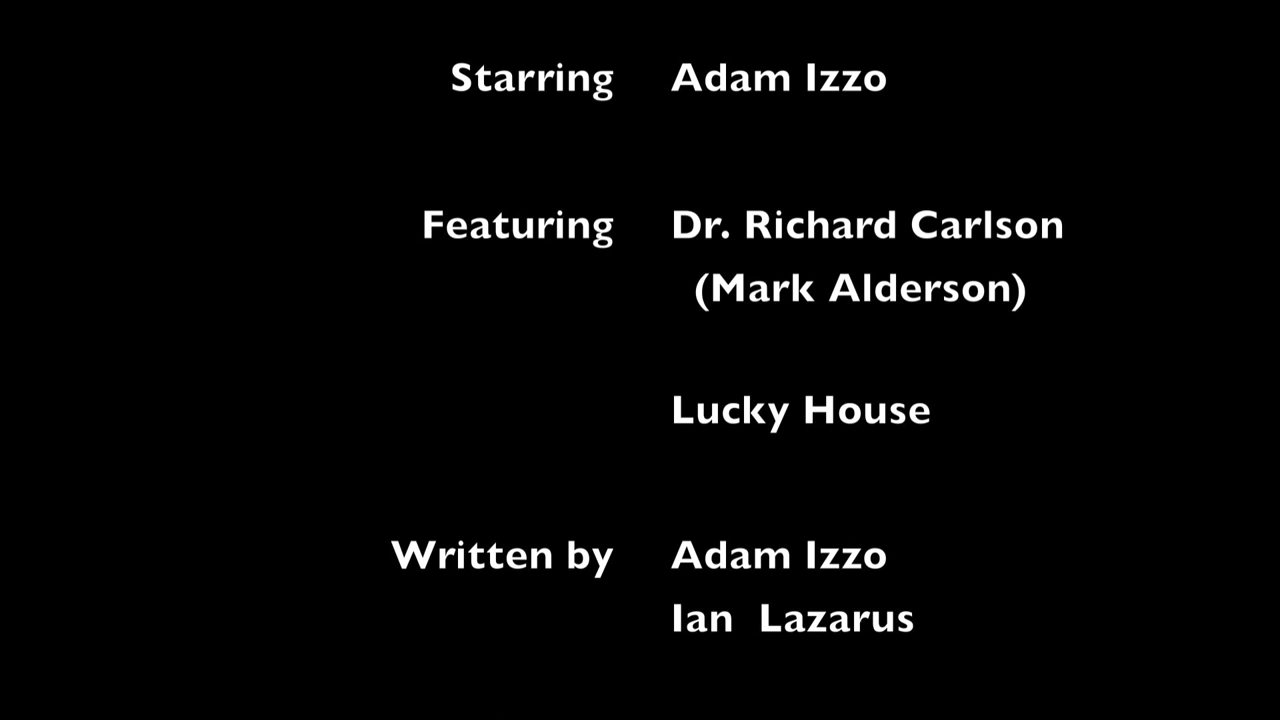 Starring Adam Izzo
Featuring Dr. Richard Carlson
(Mark Alderson)
Lucky House
Written by Adam Izzo
Ian Lazarus